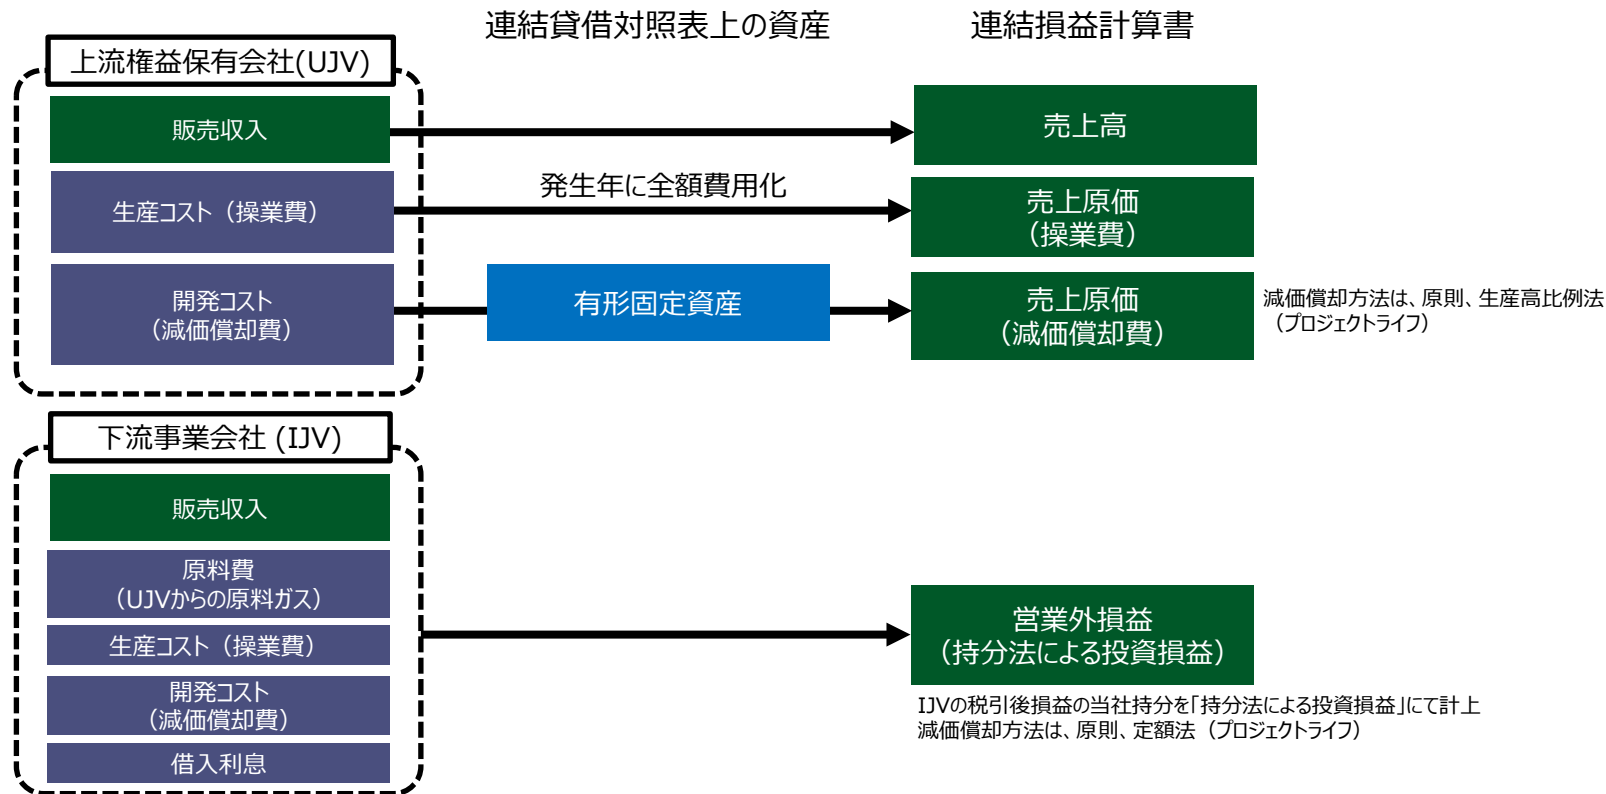 連結貸借対照表上の資産
連結損益計算書
上流権益保有会社(UJV)
販売収入
売上高
生産コスト（操業費）
発生年に全額費用化
売上原価
（操業費）
開発コスト
（減価償却費）
有形固定資産
売上原価
（減価償却費）
減価償却方法は、原則、生産高比例法
（プロジェクトライフ）
下流事業会社 (IJV)
販売収入
原料費
（UJVからの原料ガス）
生産コスト（操業費）
開発コスト
（減価償却費）
借入利息
営業外損益
（持分法による投資損益）
IJVの税引後損益の当社持分を「持分法による投資損益」にて計上
減価償却方法は、原則、定額法（プロジェクトライフ）